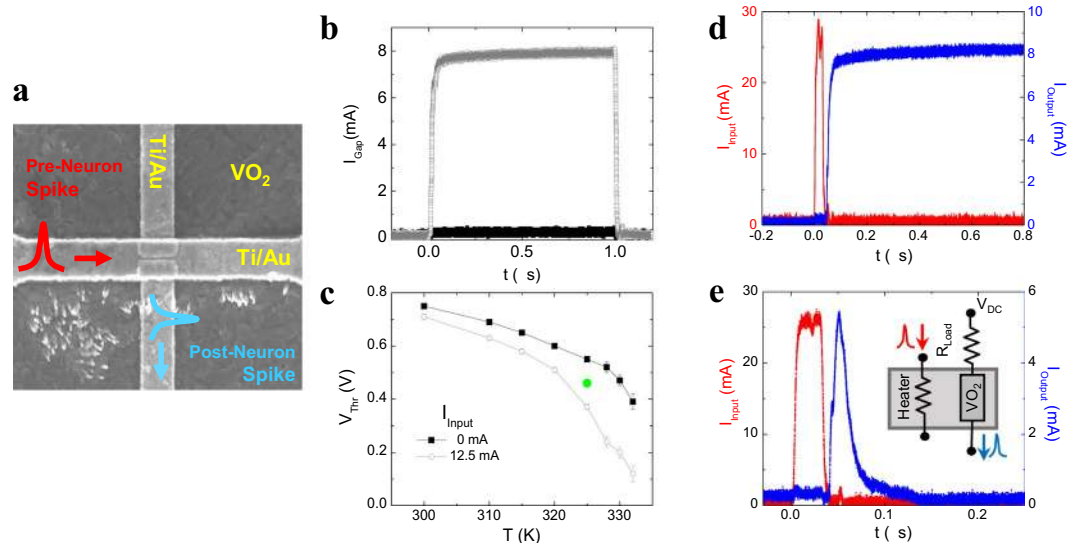 a
Pre-Neuron
Spike
Ti/Au
VO2
Ti/Au
Post-Neuron
Spike
b
8
6
4
2
0
IGap(mA)
0.0
0.5
1.0
t ( s)
c
0.8
0.6
0.4
0.2
0.0
VThr (V)
IInput
0 mA
12.5 mA
300
310
320
330
T (K)
d
30
20
10
0
IInput (mA)
10
8
6
4
2
0
IOutput (mA)
-0.2
0.0
0.2
0.4
0.6
0.8
t ( s)
e
30
20
10
0
IInput (mA)
6
4
2
0
IOutput (mA)
VDC
RLoad
Heater
VO2
0.0
0.1
0.2
t ( s)